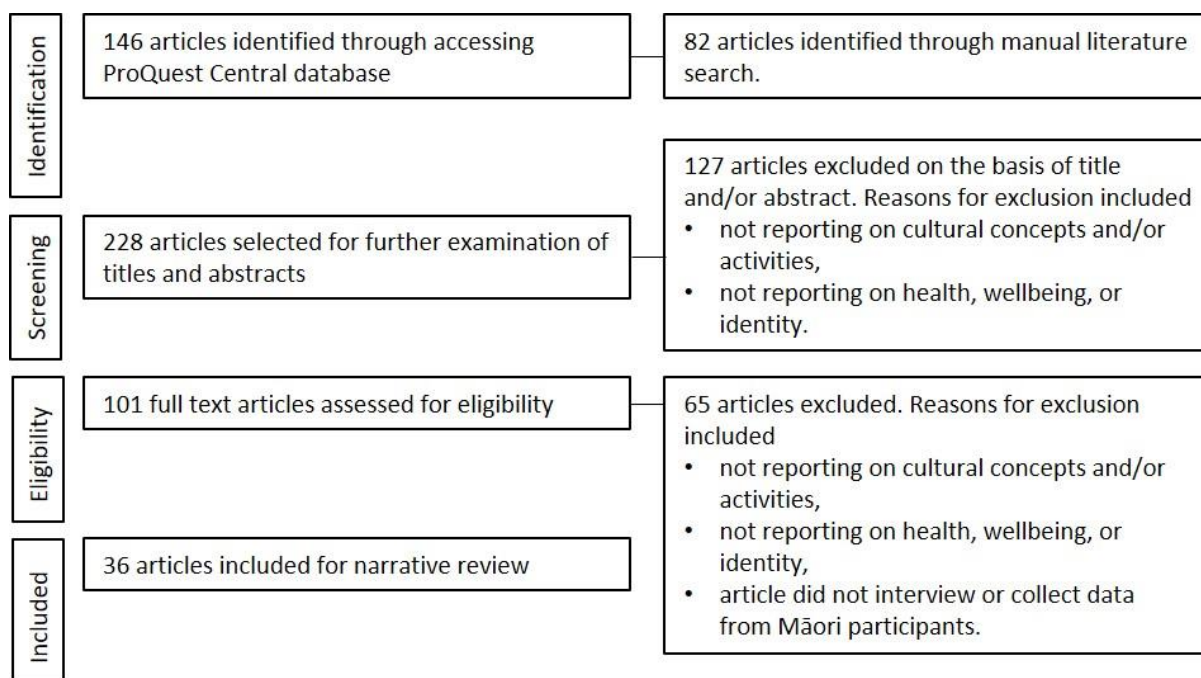 Identification
146 articles identified through accessing
ProQuest Central database
82 articles identified through manual literature
search.
Screening
228 articles selected for further examination of
titles and abstracts
127 articles excluded on the basis of title
and/or abstract. Reasons for exclusion included
• not reporting on cultural concepts and/or
activities,
• not reporting on health, wellbeing, or
identity.
Eligibility
101 full text articles assessed for eligibility
65 articles excluded. Reasons for exclusion
included
• not reporting on cultural concepts and/or
activities,
• not reporting on health, wellbeing, or
identity,
• article did not interview or collect data
from Māori participants.
Included
36 articles included for narrative review